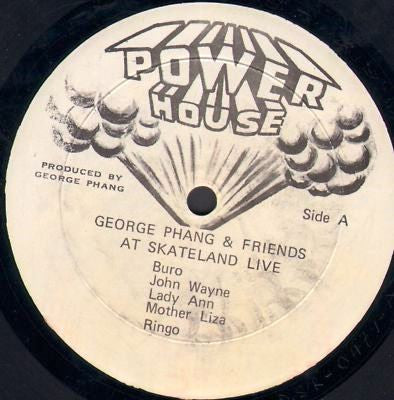 POWER
HOUSE
PRODUCED BY
GEORGE PHANG
Side A
GEORGE PHANG & FRIENDS
AT SKATELAND LIVE
Buro
John Wayne
Lady Ann
Mother Liza
Ringo